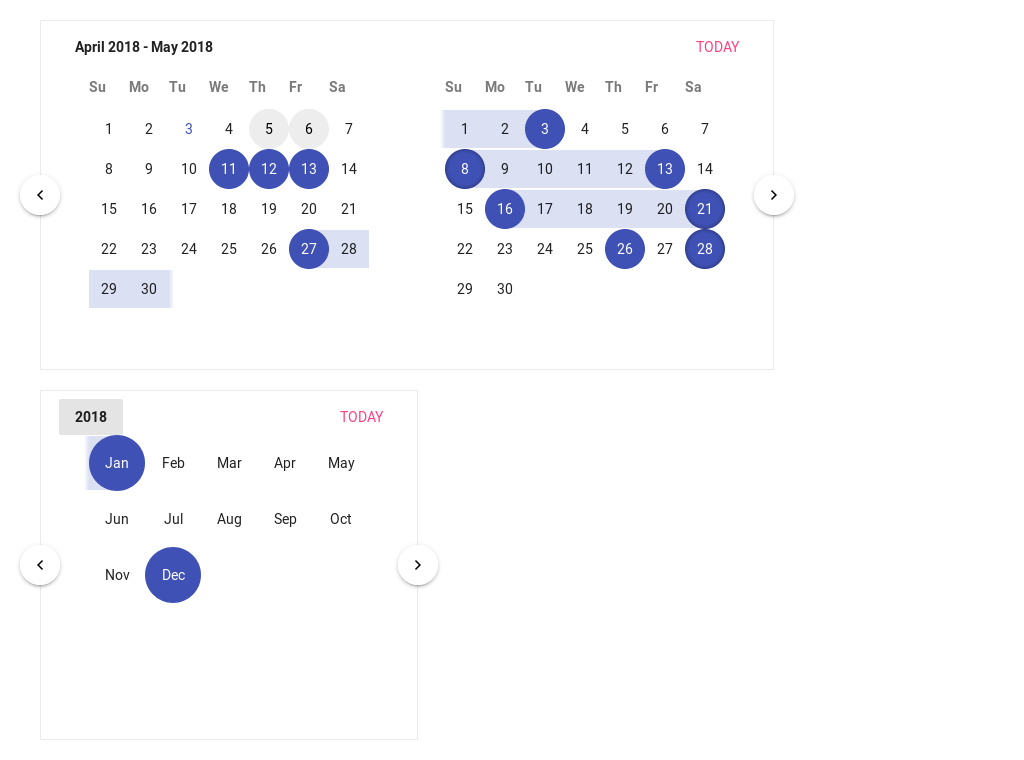 April 2018 - May 2018 TODAY
Su Mo Tu We Th Fr Sa Su Mo Tu We Th Fr Sa
1 2 3 4 5 6 7 1 2 3 4 5 6 7
8 9 10 11 12 13 14 8 9 10 11 12 13 14
15 16 17 18 19 20 21 15 16 17 18 19 20 21
22 23 24 25 26 27 28 22 23 24 25 26 27 28
29 30 29 30
2018 TODAY
Jan Feb Mar Apr May
Jun Jul Aug Sep Oct
Nov Dec